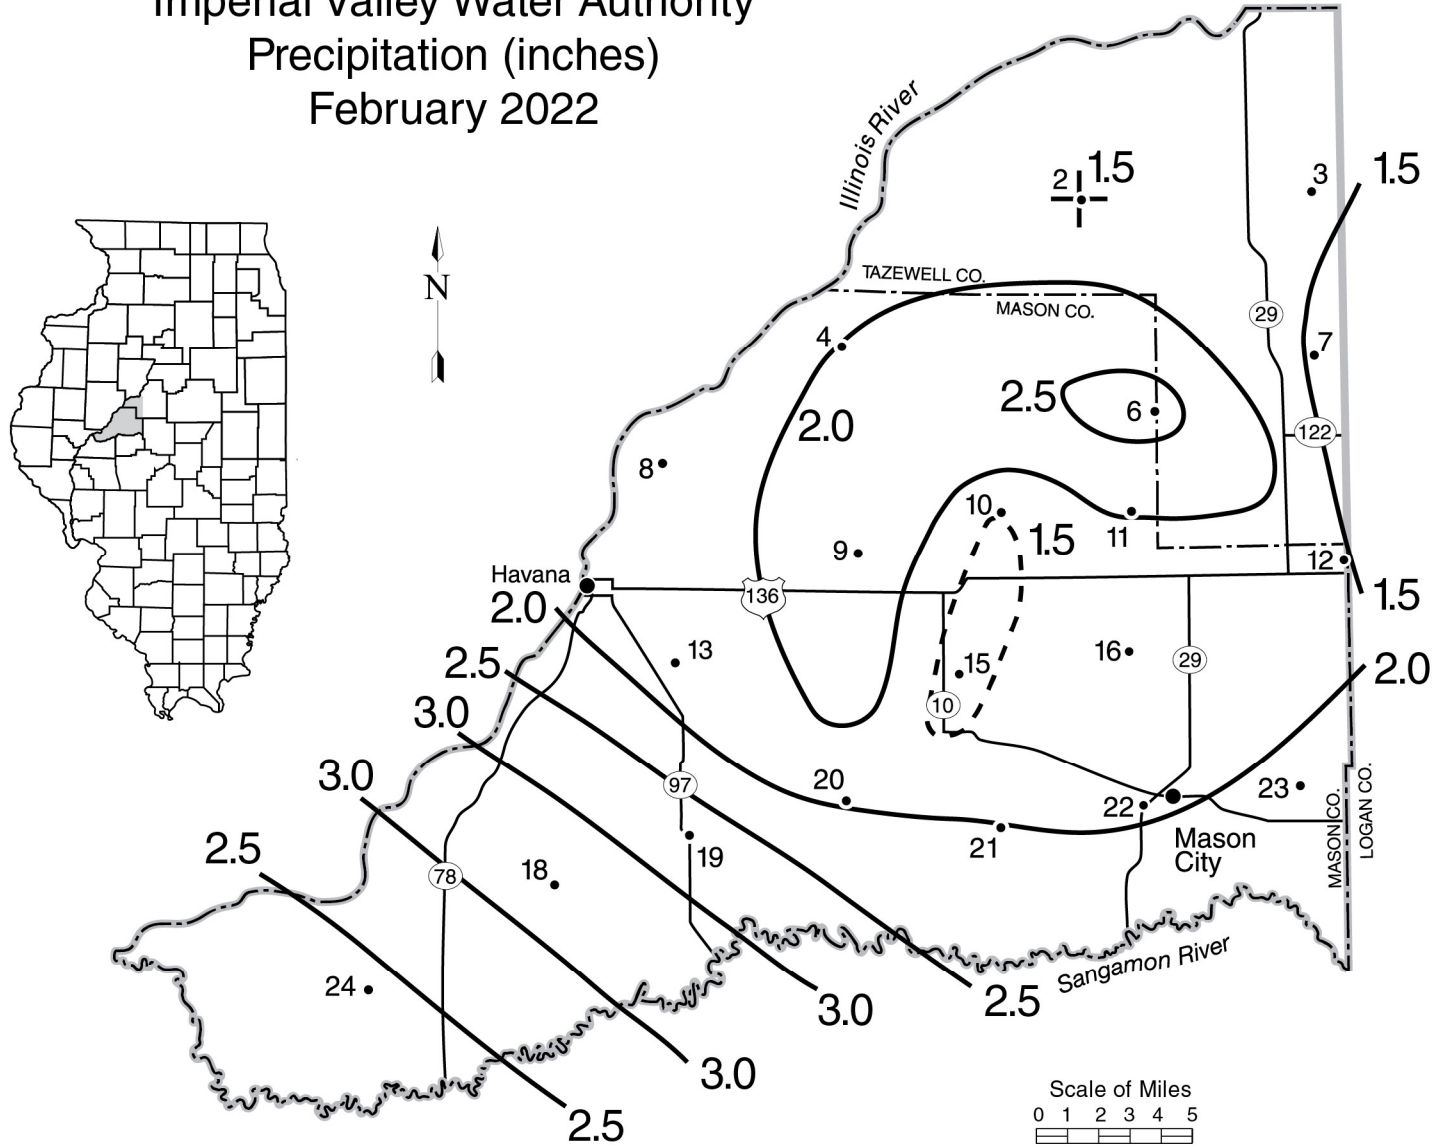 Imperial Valley Water Authority
Precipitation (inches)
February 2022
Illinois River
2
1.5
3
1.5
N
TAZEWELL CO.
MASON CO.
29
4
7
2.5
6
2.0
122
8
10
1.5
11
9
12
Havana
136
1.5
2.0
13
16
29
2.5
15
2.0
10
3.0
3.0
97
20
23
22
MASON CO.
LOGAN CO.
21
Mason
City
2.5
19
78
18
Sangamon River
24
3.0
2.5
3.0
2.5
Scale of Miles
0 1 2 3 4 5